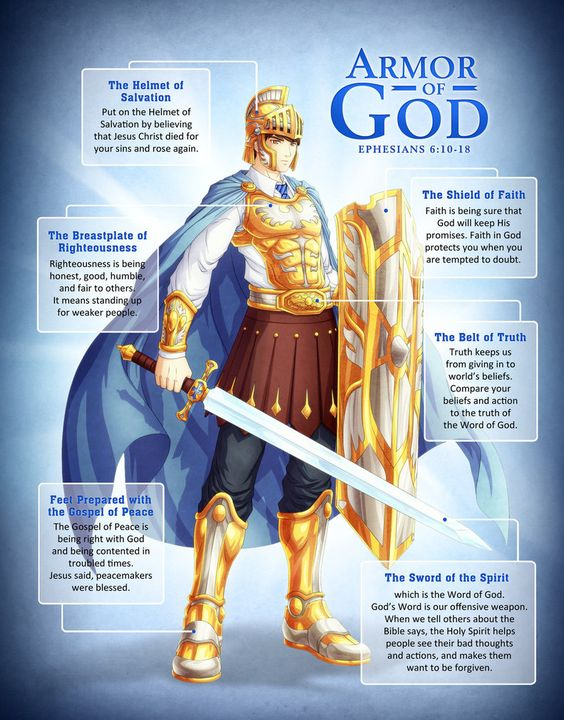 ARMOR
OF
GOD
EPHESIANS 6:10-18
The Helmet of
Salvation
Put on the Helmet of
Salvation by believing
that Jesus Christ died for
your sins and rose again.
The Shield of Faith
Faith is being sure that
God will keep His
promises. Faith in God
protects you when you
are tempted to doubt.
The Breastplate of
Righteousness
Righteousness is being
honest, good, humble,
and fair to others.
It means standing up
for weaker people.
The Belt of Truth
Truth keeps us
from giving in to
world's beliefs.
Compare your
beliefs and action
to the truth of
the Word of God.
Feet Prepared with
the Gospel of Peace
The Gospel of Peace is
being right with God
and being contented in
troubled times.
Jesus said, peacemakers
were blessed.
The Sword of the Spirit
which is the Word of God.
God's Word is our offensive weapon.
When we tell others about the
Bible says, the Holy Spirit helps
people see their bad thoughts
and actions, and makes them
want to be forgiven.